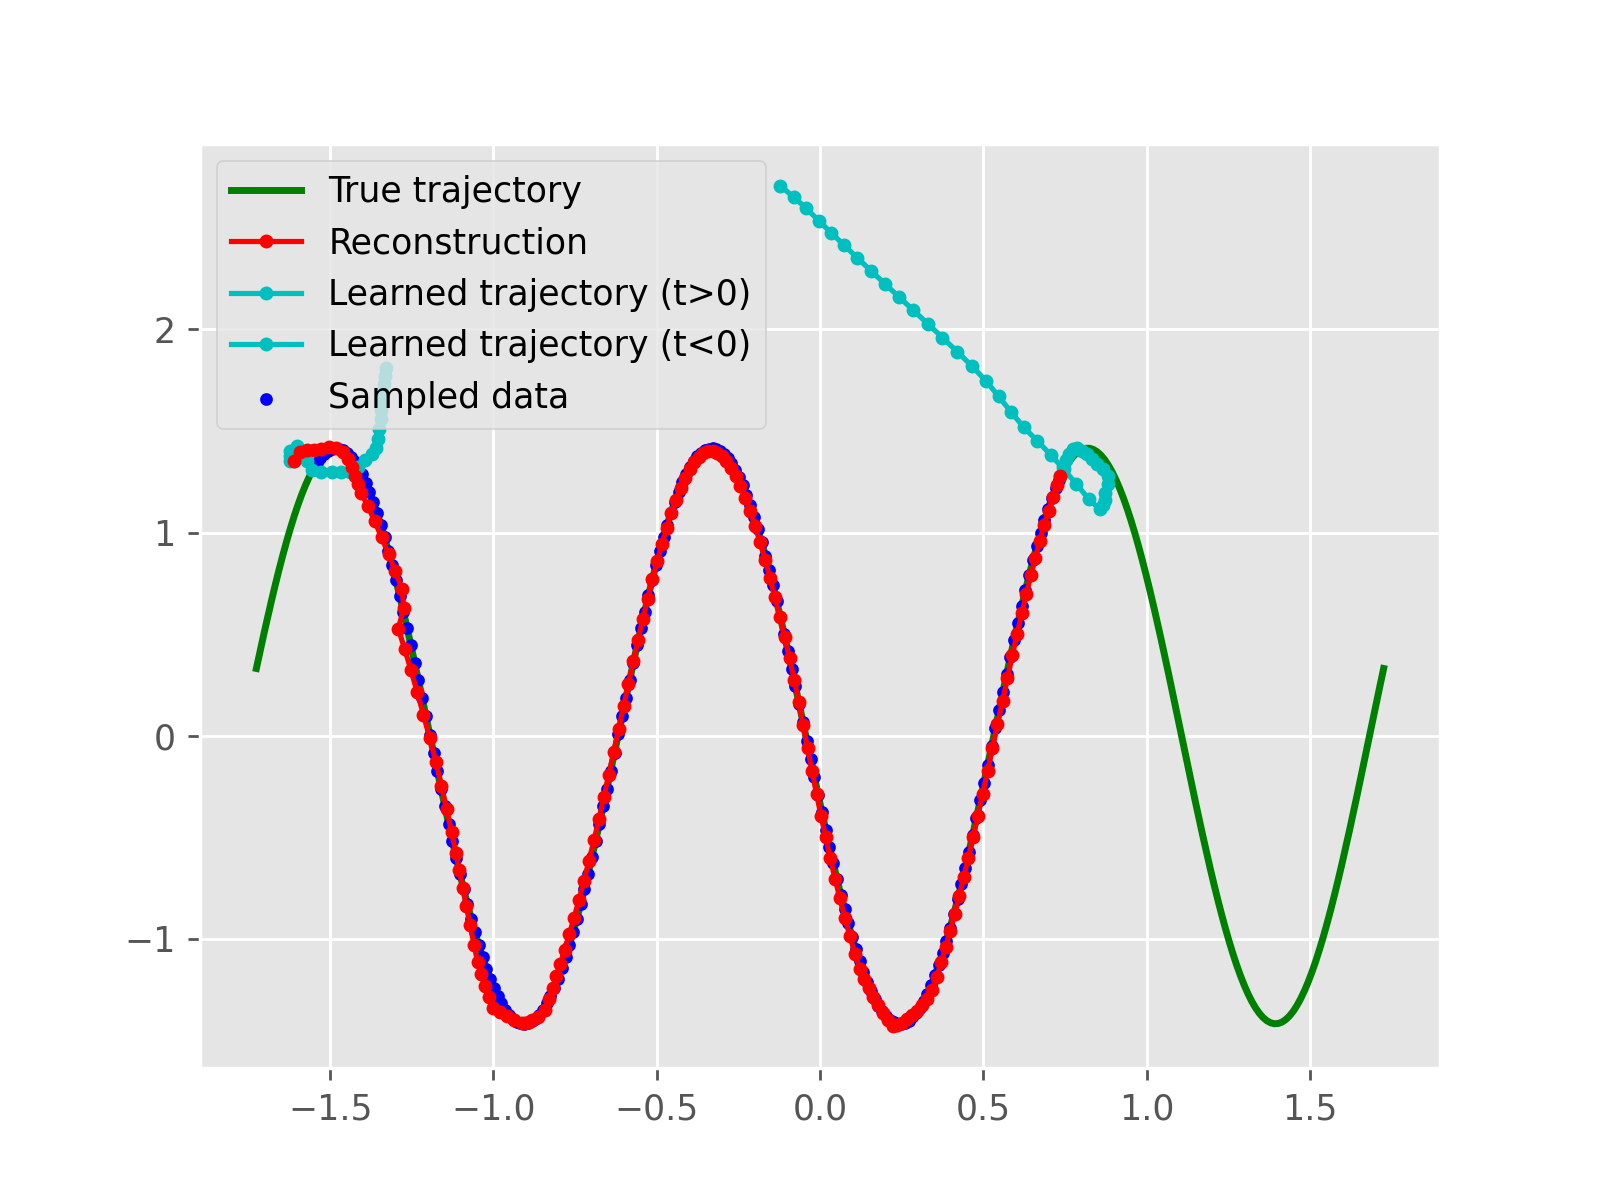 True trajectory
Reconstruction
Learned trajectory (t>0)
Learned trajectory (t<0)
Sampled data
2
1
0
−1
−1.5 −1.0 −0.5 0.0 0.5 1.0 1.5